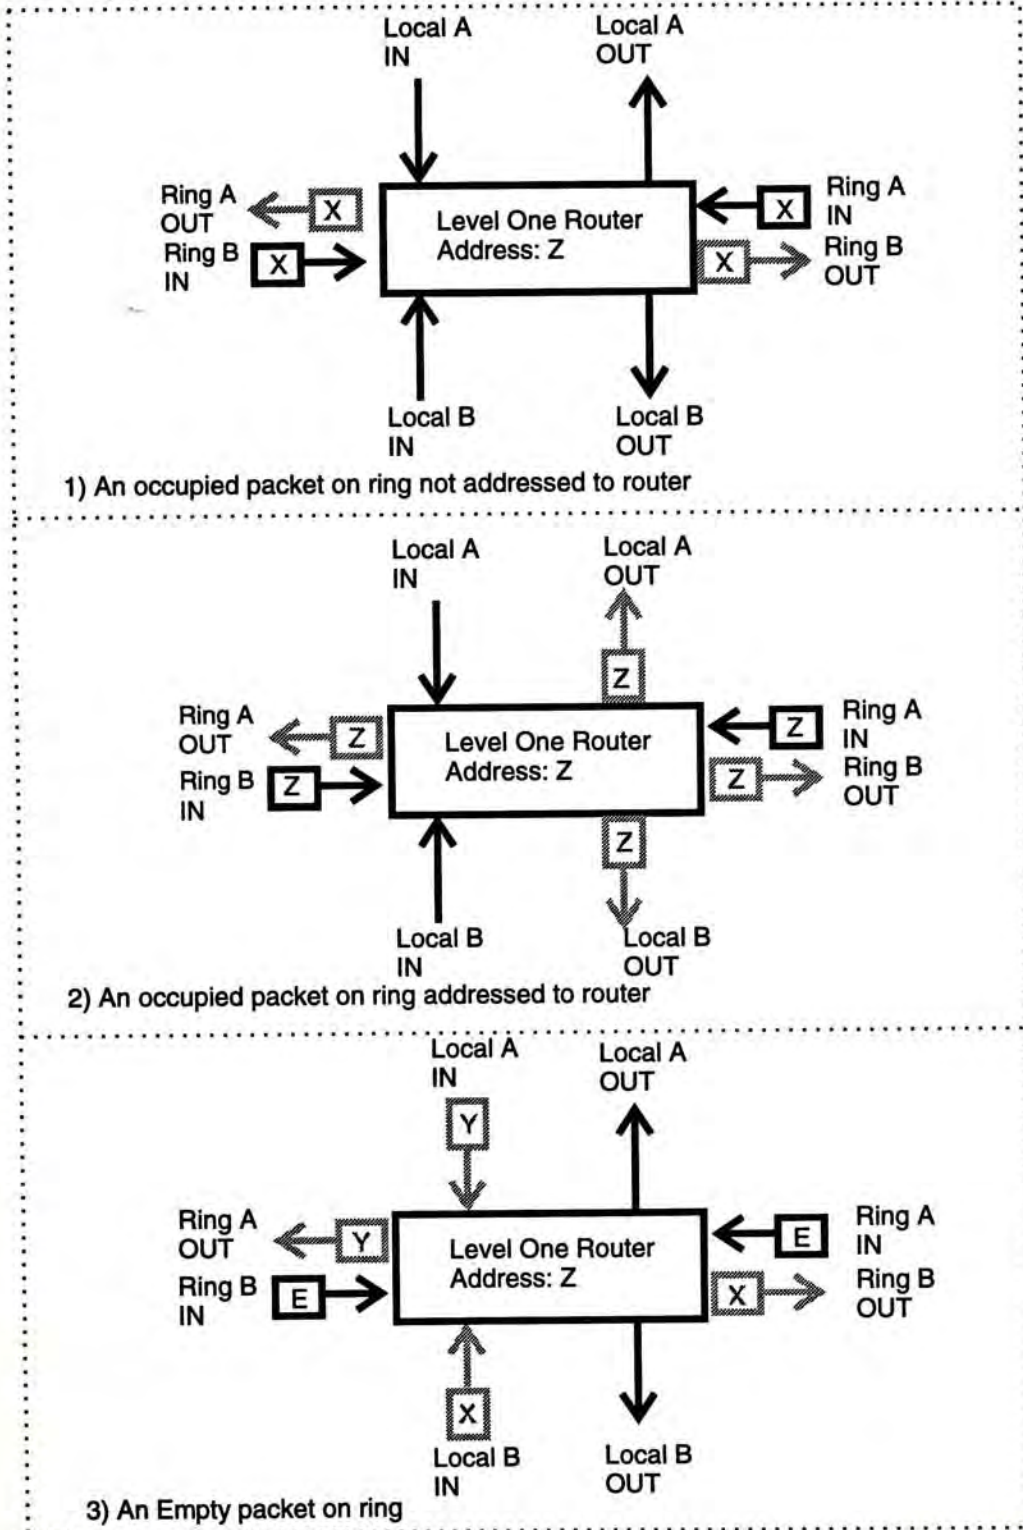 Local A
IN
Local A
OUT
Ring A
OUT
X
Ring B
IN
X
Level One Router
Address: Z
X
Ring A
IN
X
Ring B
OUT
Local B
IN
Local B
OUT
1) An occupied packet on ring not addressed to router
Local A
IN
Local A
OUT
Z
Ring A
OUT
Z
Ring B
IN
Z
Level One Router
Address: Z
Z
Ring A
IN
Z
Ring B
OUT
Z
Local B
IN
Local B
OUT
2) An occupied packet on ring addressed to router
Local A
IN
Local A
OUT
Y
Ring A
OUT
Y
Ring B
IN
E
Level One Router
Address: Z
E
Ring A
IN
X
Ring B
OUT
X
Local B
IN
Local B
OUT
3) An Empty packet on ring